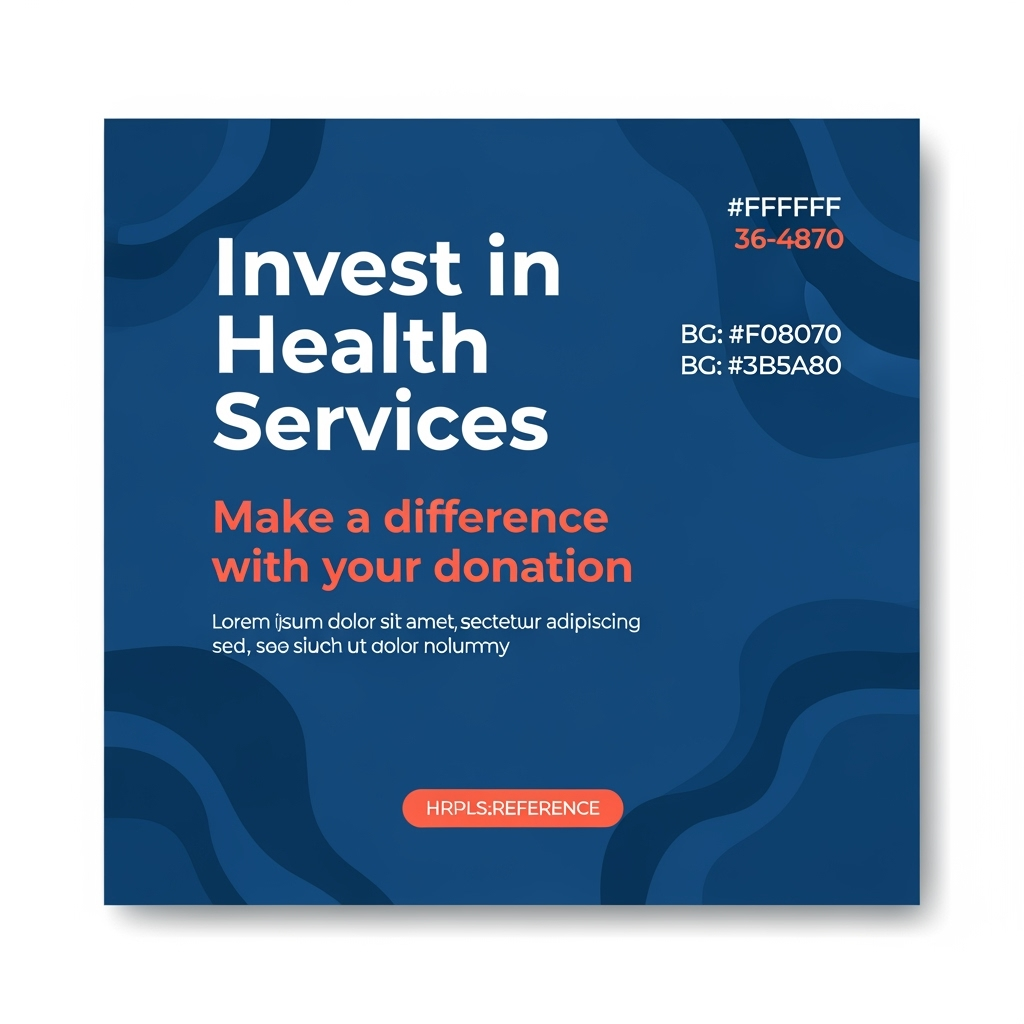 Invest in
Health
Services
#FFFFFF
36-4870
BG: #F08070
BG: #3B5A80
Make a difference
with your donation
Lorem ijsum dolor sit amet, sectetur adipiscing
sed, soo siuch ut dolor nolummy
HRPLS:REFERENCE